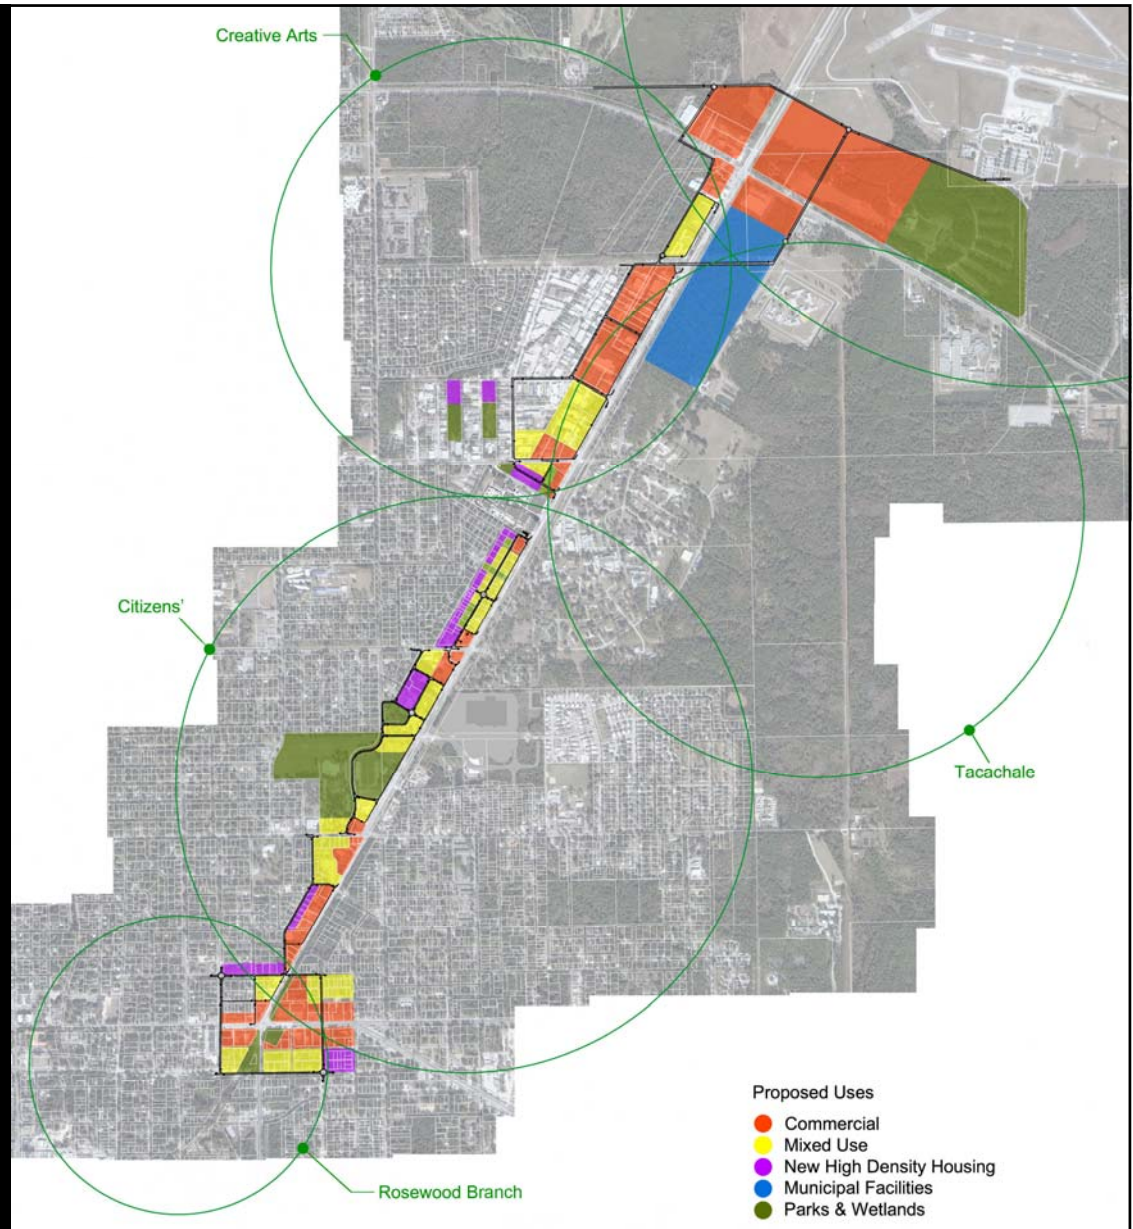 Creative Arts
Citizens'
Tacachale
Rosewood Branch
Proposed Uses
Commercial
Mixed Use
New High Density Housing
Municipal Facilities
Parks & Wetlands